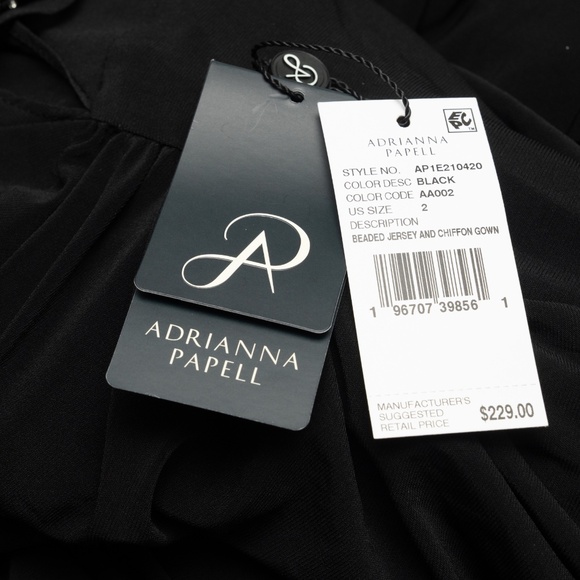 AP
ADRIANNA
PAPELL
ADRIANNA
PAPELL
STYLE NO. AP1E210420
COLOR DESC BLACK
COLOR CODE AA002
US SIZE 2
DESCRIPTION
BEADED JERSEY AND CHIFFON GOWN
1 96707 39856 1
MANUFACTURER'S
SUGGESTED
RETAIL PRICE $229.00